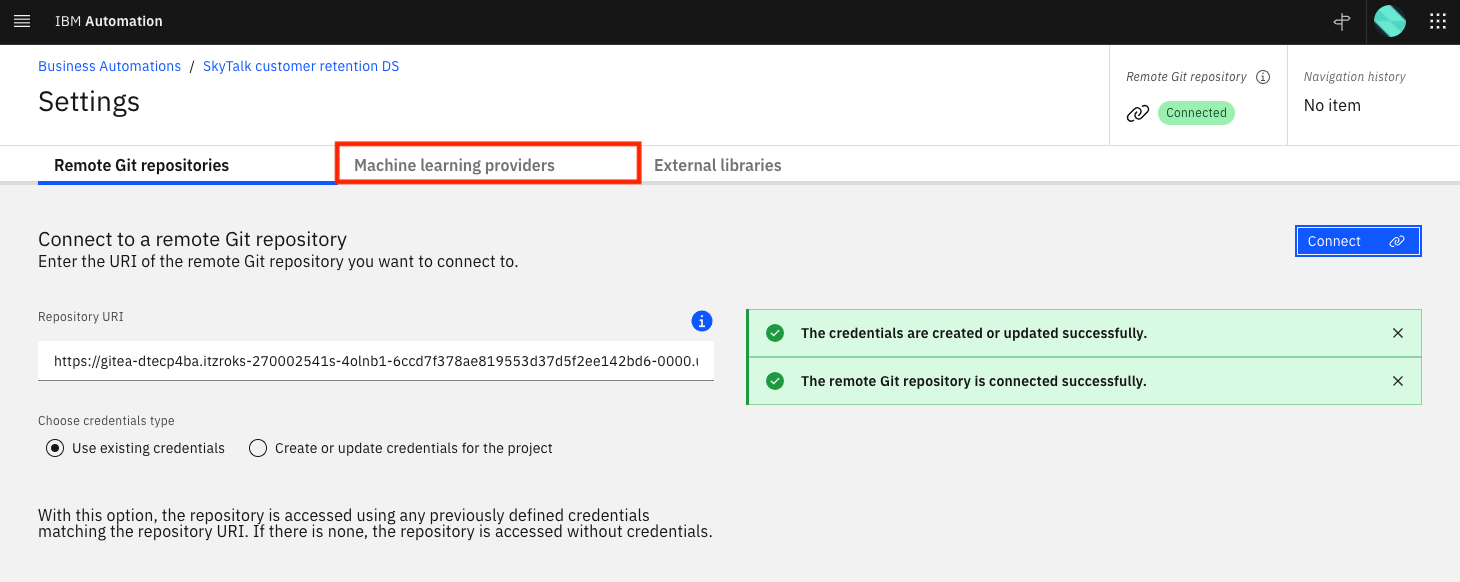 IBM Automation
Business Automations / SkyTalk customer retention DS
Settings
Remote Git repository
Connected
Navigation history
No item
Remote Git repositories
Machine learning providers
External libraries
Connect to a remote Git repository
Enter the URI of the remote Git repository you want to connect to.
Connect
Repository URI
https://gitea-dtecp4ba.itzroks-270002541s-4olnb1-6ccd7f378ae819553d37d5f2ee142bd6-0000.
The credentials are created or updated successfully.
The remote Git repository is connected successfully.
Choose credentials type
Use existing credentials
Create or update credentials for the project
With this option, the repository is accessed using any previously defined credentials
matching the repository URI. If there is none, the repository is accessed without credentials.